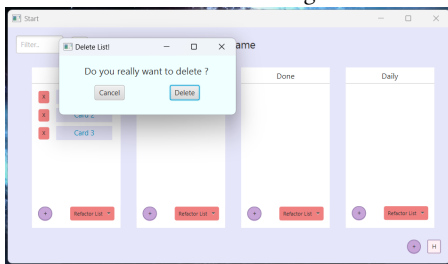 Start
Filter..
ame
Delete List!
Do you really want to delete ?
Cancel
Delete
Done
Daily
X
X
Card 2
X
Card 3
+
Refactor List
+
Refactor List
+
Refactor List
+
Refactor List
+
H